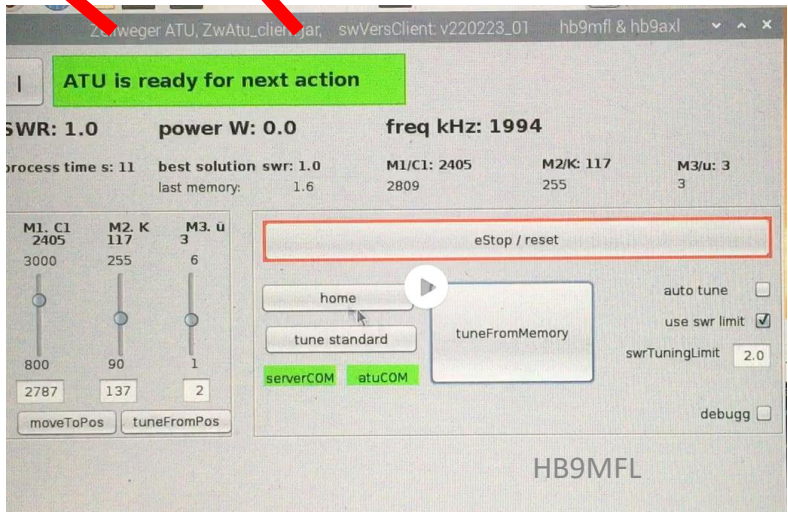 ATU, swVersClient: v220223_01 hb9mfl & hb9axl
ATU is ready for next action
SWR: 1.0 power W: 0.0 freq kHz: 1994
process time s: 11 best solution swr: 1.0 M1/C1: 2405 M2/K: 117 M3/u: 3
last memory: 1.6 2809 255 3
M1. C1 M2. K M3. ü
2405 117 3
3000 255 6
800 90 1
2787 137 2
moveToPos tuneFromPos
eStop / reset
home
tune standard
serverCOM atuCOM
tuneFromMemory
auto tune
use swr limit
swrTuningLimit 2.0
debugg
HB9MFL